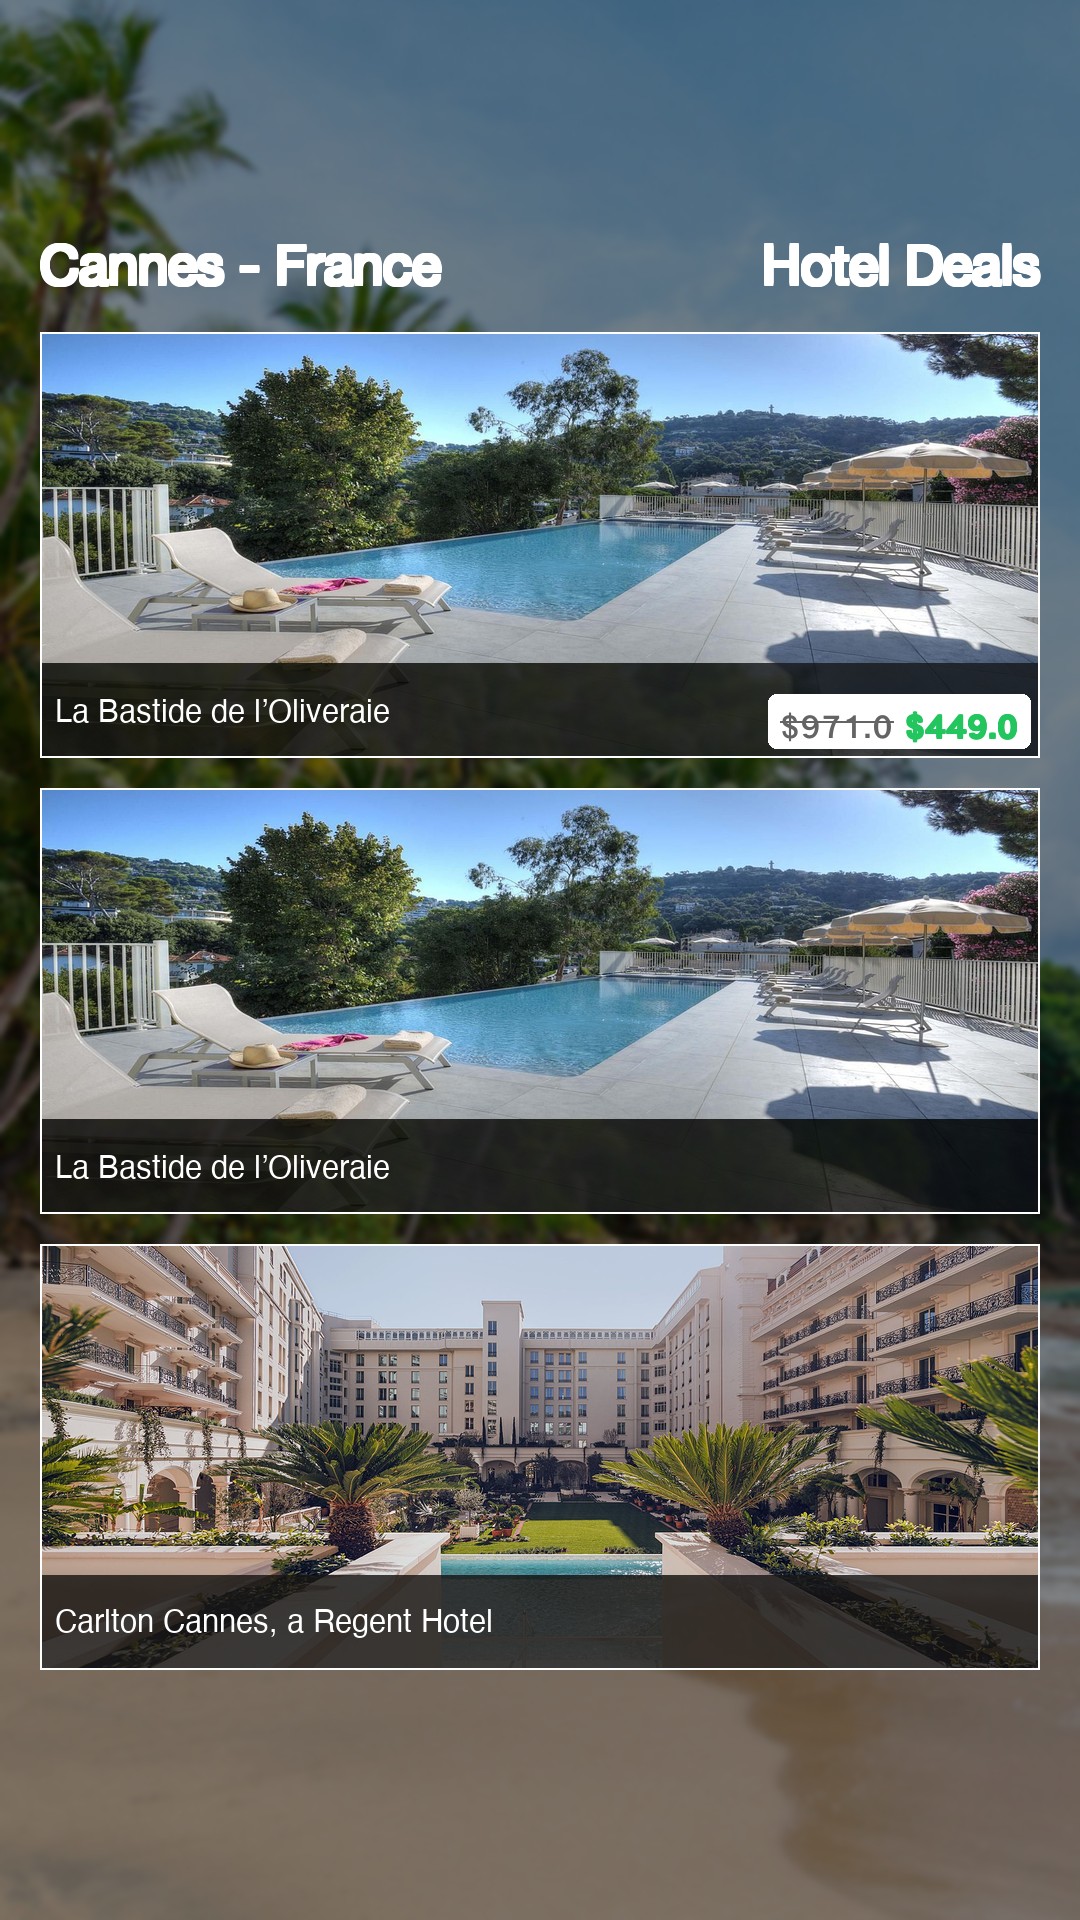 Cannes - France
Hotel Deals
La Bastide de l’Oliveraie
$971.0 $449.0
La Bastide de l’Oliveraie
Carlton Cannes, a Regent Hotel